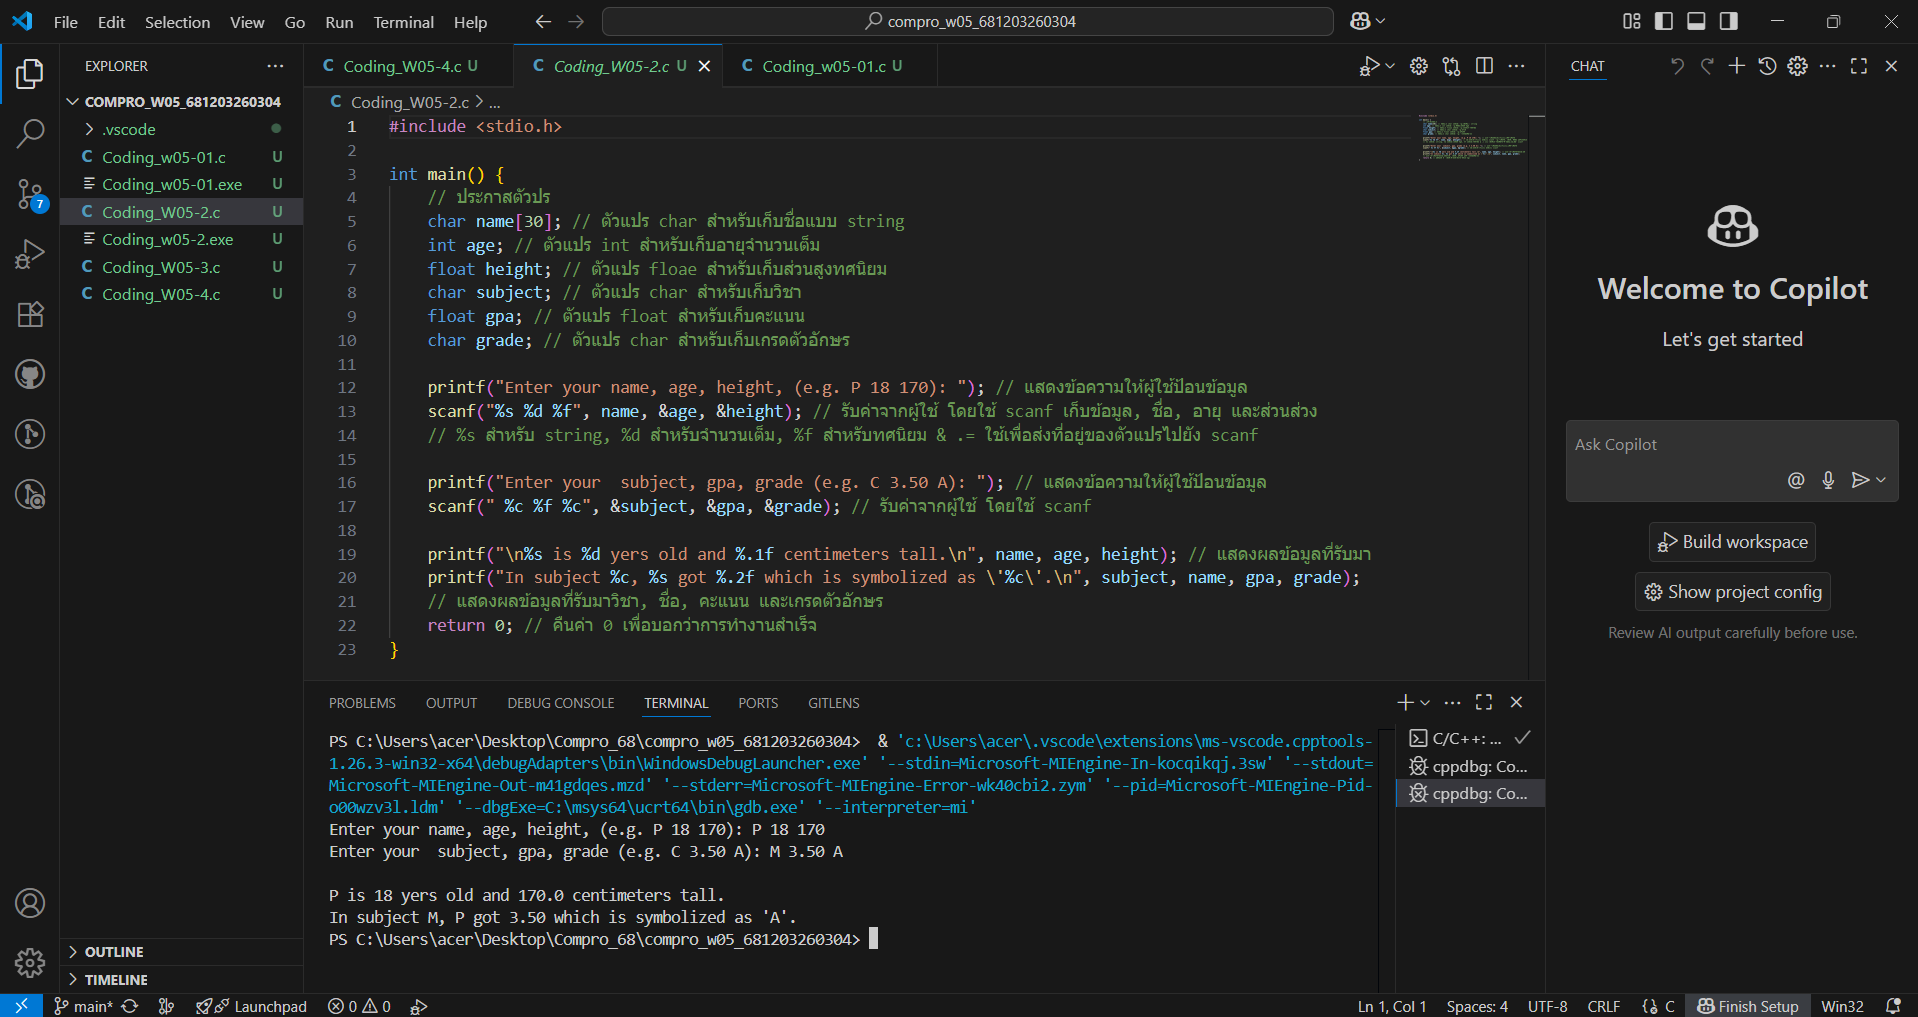 File Edit Selection View Go Run Terminal Help
compro_w05_681203260304
EXPLORER
COMPRO_W05_681203260304
.vscode
C Coding_w05-01.c U
Coding_w05-01.exe U
C Coding_W05-2.c U
Coding_w05-2.exe U
C Coding_W05-3.c U
C Coding_W05-4.c U
7
OUTLINE
TIMELINE
C Coding_W05-4.c U
C Coding_W05-2.c U
C Coding_w05-01.c U
C Coding_W05-2.c > ...
1 #include <stdio.h>
2
3 int main() {
4 // ประกาสตัวปร
5 char name[30]; // ตัวแปร char สำหรับเก็บชื่อแบบ string
6 int age; // ตัวแปร int สำหรับเก็บอายุจำนวนเต็ม
7 float height; // ตัวแปร floae สำหรับเก็บส่วนสูงทศนิยม
8 char subject; // ตัวแปร char สำหรับเก็บวิชา
9 float gpa; // ตัวแปร float สำหรับเก็บคะแนน
10 char grade; // ตัวแปร char สำหรับเก็บเกรดตัวอักษร
11
12 printf("Enter your name, age, height, (e.g. P 18 170): "); // แสดงข้อความให้ผู้ใช้ป้อนข้อมูล
13 scanf("%s %d %f", name, &age, &height); // รับค่าจากผู้ใช้ โดยใช้ scanf เก็บข้อมูล, ชื่อ, อายุ และส่วนส่วง
14 // %s สำหรับ string, %d สำหรับจำนวนเต็ม, %f สำหรับทศนิยม & .= ใช้เพื่อส่งที่อยู่ของตัวแปรไปยัง scanf
15
16 printf("Enter your  subject, gpa, grade (e.g. C 3.50 A): "); // แสดงข้อความให้ผู้ใช้ป้อนข้อมูล
17 scanf(" %c %f %c", &subject, &gpa, &grade); // รับค่าจากผู้ใช้ โดยใช้ scanf
18
19 printf("\n%s is %d yers old and %.1f centimeters tall.\n", name, age, height); // แสดงผลข้อมูลที่รับมา
20 printf("In subject %c, %s got %.2f which is symbolized as \'%c\'.\n", subject, name, gpa, grade);
21 // แสดงผลข้อมูลที่รับมาวิชา, ชื่อ, คะแนน และเกรดตัวอักษร
22 return 0; // คืนค่า 0 เพื่อบอกว่าการทำงานสำเร็จ
23 }
PROBLEMS OUTPUT DEBUG CONSOLE TERMINAL PORTS GITLENS
PS C:\Users\acer\Desktop\Compro_68\compro_w05_681203260304>  & 'c:\Users\acer\.vscode\extensions\ms-vscode.cpptools-
1.26.3-win32-x64\debugAdapters\bin\WindowsDebugLauncher.exe' '--stdin=Microsoft-MIEngine-In-kocqikqj.3sw' '--stdout=
Microsoft-MIEngine-Out-m41gdqes.mzd' '--stderr=Microsoft-MIEngine-Error-wk40cbi2.zym' '--pid=Microsoft-MIEngine-Pid-
o00wzv3l.ldm' '--dbgExe=C:\msys64\ucrt64\bin\gdb.exe' '--interpreter=mi'
Enter your name, age, height, (e.g. P 18 170): P 18 170
Enter your  subject, gpa, grade (e.g. C 3.50 A): M 3.50 A
P is 18 yers old and 170.0 centimeters tall.
In subject M, P got 3.50 which is symbolized as 'A'.
PS C:\Users\acer\Desktop\Compro_68\compro_w05_681203260304>
C/C++: ...
cppdbg: Co...
cppdbg: Co...
CHAT
Welcome to Copilot
Let's get started
Ask Copilot
Build workspace
Show project config
Review AI output carefully before use.
main* Launchpad 0 0
Ln 1, Col 1 Spaces: 4 UTF-8 CRLF C Finish Setup Win32